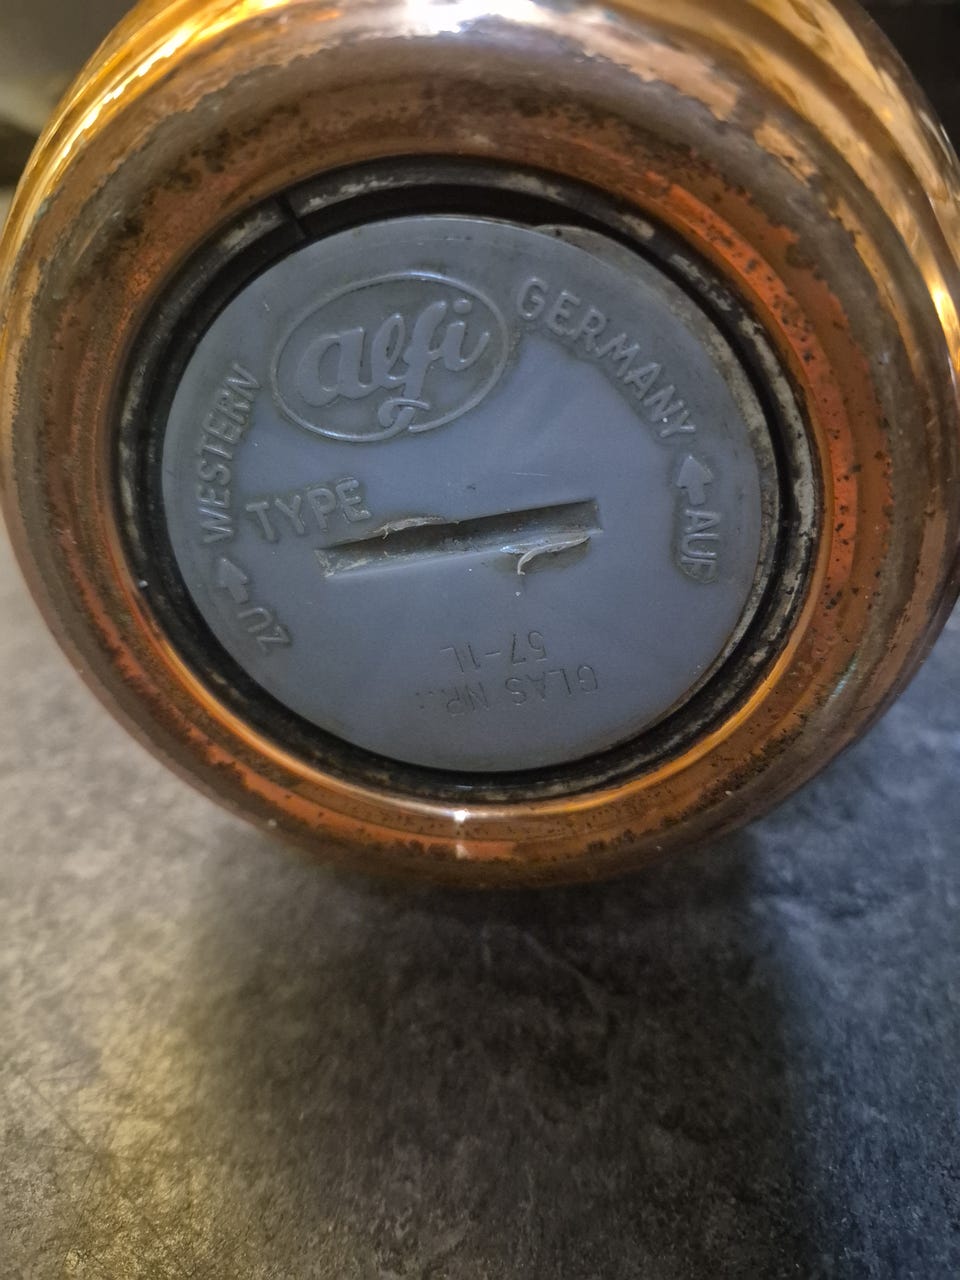 alfi
WESTERN GERMANY
TYPE
ZU
AUF
GLAS NR.:
57-1L